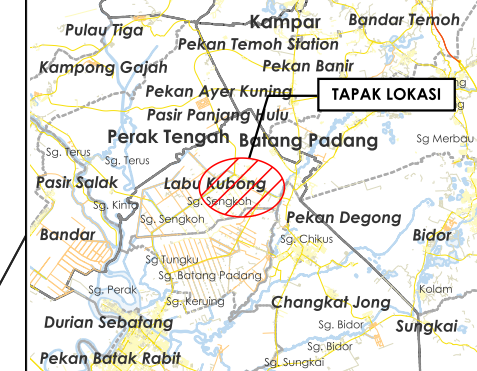 Kampar
Bandar Temoh
Pulau Tiga
Pekan Temoh Station
Kampong Gajah
Pekan Banir
Pekan Ayer Kuning
TAPAK LOKASI
Pasir Panjang Hulu
Perak Tengah
Batang Padang
Sg Merbau
Sg. Terus
Sg. Terus
Pasir Salak
Labu Kubong
Sg. Kinta
Sg. Sengkoh
Sg. Sengkoh
Pekan Degong
Bandar
Sg. Chikus
Bidor
Sg Tungku
Sg. Batang Padang
Sg. Perak
Kolam
Sg. Keruing
Changkat Jong
Durian Sebatang
Sg. Bidor
Sungkai
Sg. Bidor
Pekan Batak Rabit
Sg. Sungkai